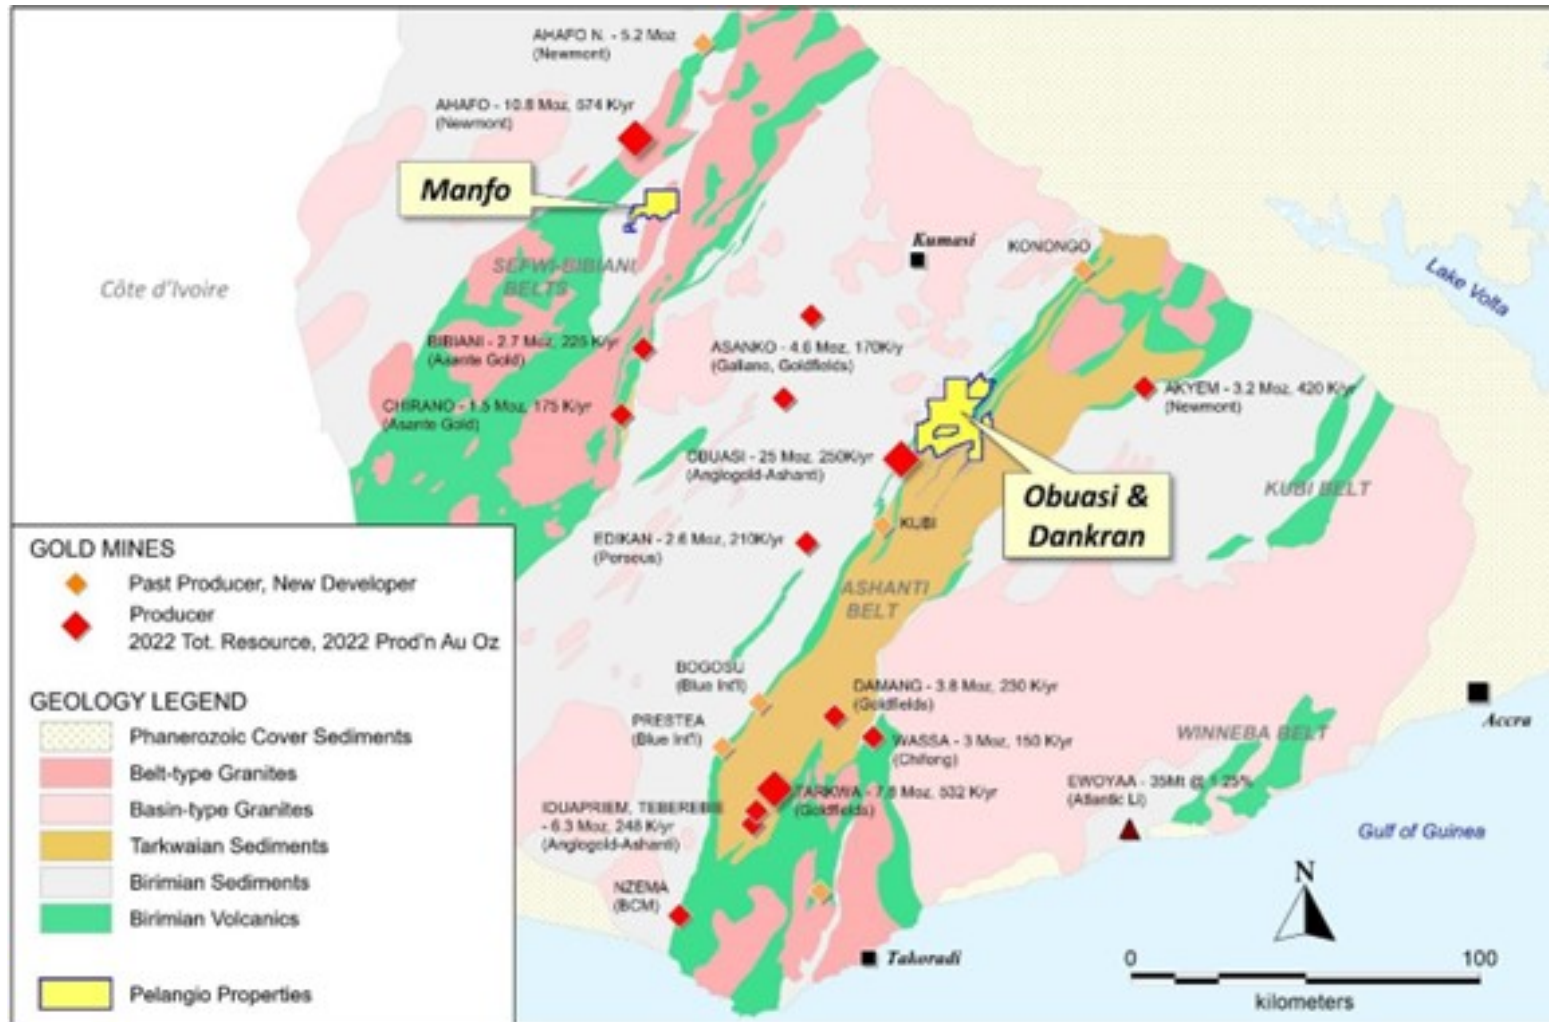 AHAFO N. - 5.2 Moz
(Newmont)
AHAFO - 10.8 Moz, 574 K/yr
(Newmont)
Manfo
Kumasi
KONONGO
Lake Volta
Côte d'Ivoire
SEFWI-BIBIANI
BELTS
BIBIANI - 2.7 Moz, 225 K/yr
(Asante Gold)
ASANKO - 4.6 Moz, 170K/y
(Galiano, Goldfields)
AKYEM - 3.2 Moz, 420 K/yr
(Newmont)
CHIRANO - 1.5 Moz, 175 K/yr
(Asante Gold)
OBUASI - 25 Moz, 250K/yr
(Anglogold-Ashanti)
KUBI BELT
Obuasi &
Dankran
KUBI
EDIKAN - 2.6 Moz, 210K/yr
(Perseus)
ASHANTI
BELT
BOGOSU
(Blue Int'l)
DAMANG - 3.8 Moz, 230 K/yr
(Goldfields)
PRESTEA
(Blue Int'l)
WASSA - 3 Moz, 150 K/yr
(Chifeng)
WINNEBA BELT
Accra
EWOYAA - 35Mt @ 1.25%
(Atlantic Li)
TARKWA - 7.8 Moz, 532 K/yr
(Goldfields)
IDUAPRIEM, TEBEREBIE
- 6.3 Moz, 248 K/yr
(Anglogold-Ashanti)
Gulf of Guinea
NZEMA
(BCM)
Takoradi
N
0 100
kilometers
GOLD MINES
Past Producer, New Developer
Producer
2022 Tot. Resource, 2022 Prod'n Au Oz
GEOLOGY LEGEND
Phanerozoic Cover Sediments
Belt-type Granites
Basin-type Granites
Tarkwaian Sediments
Birimian Sediments
Birimian Volcanics
Pelangio Properties